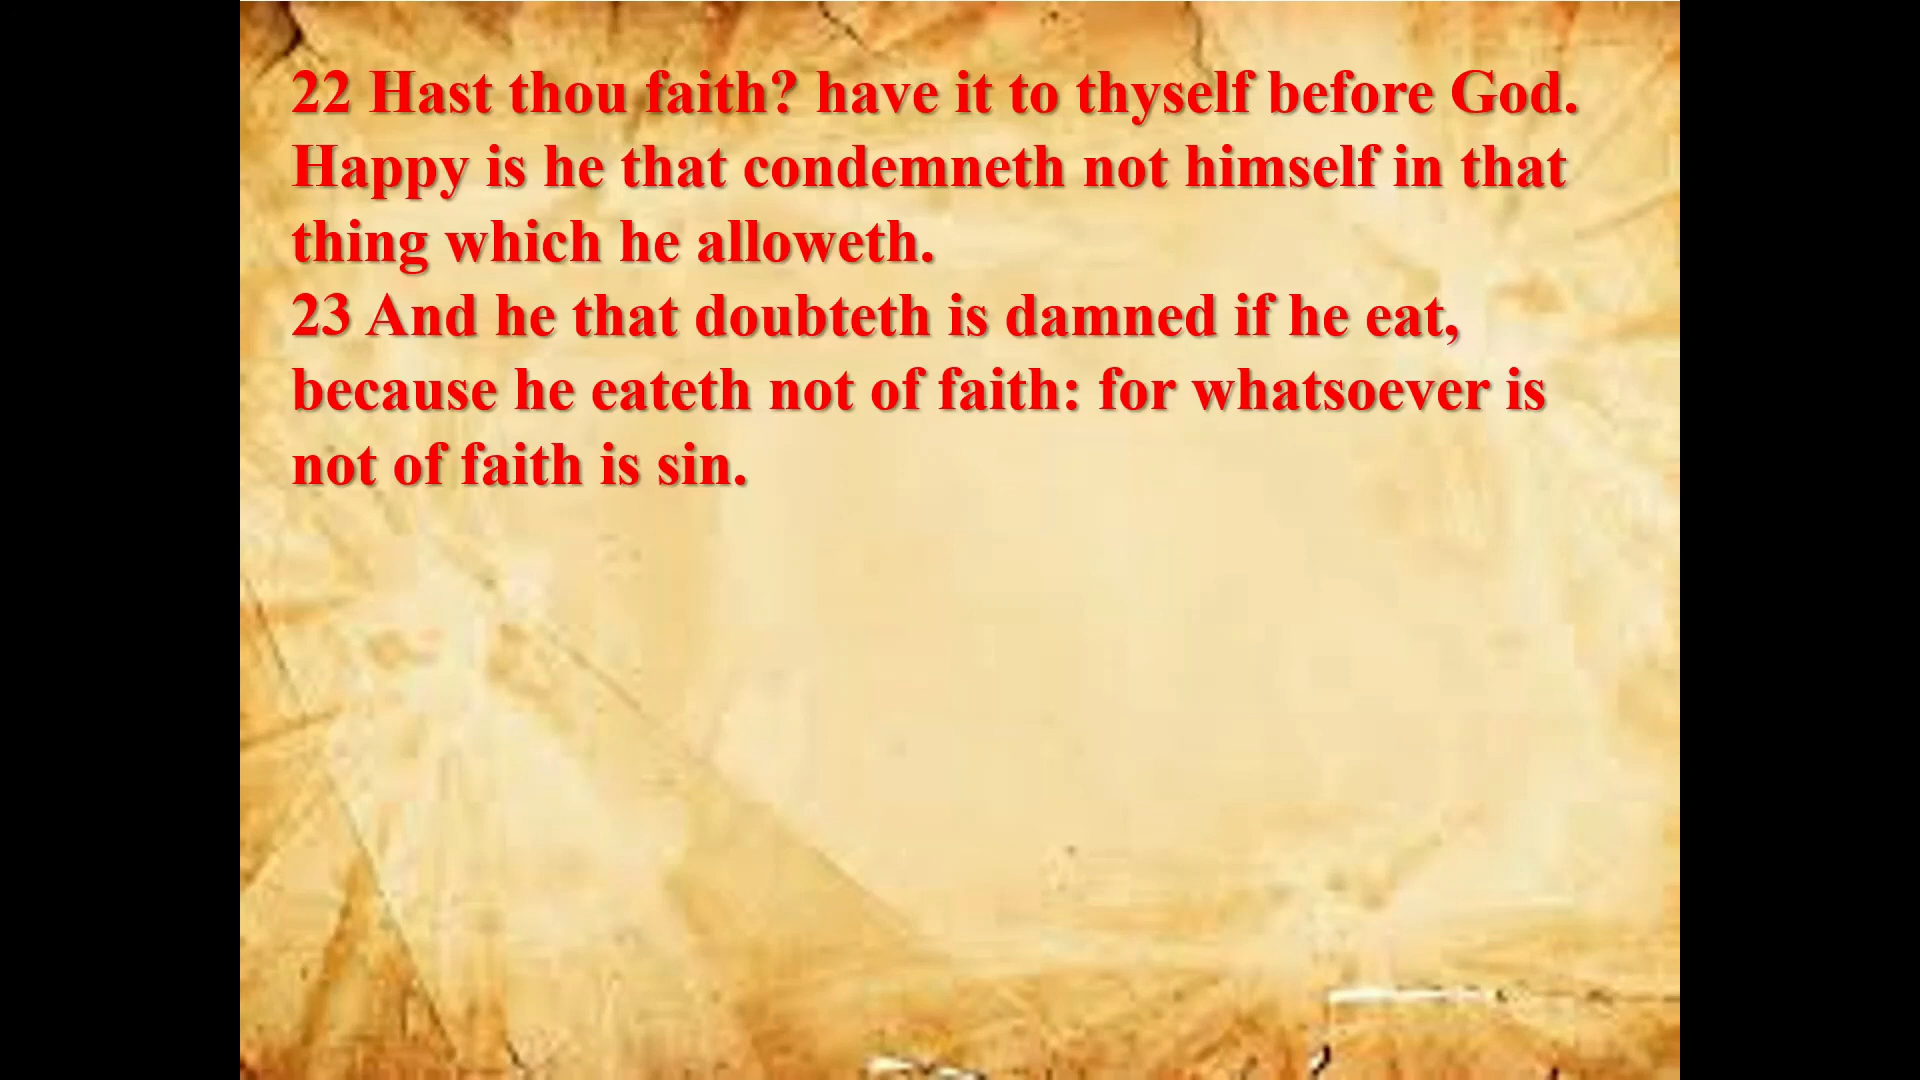 22 Hast thou faith? have it to thyself before God.
Happy is he that condemneth not himself in that
thing which he alloweth.
23 And he that doubteth is damned if he eat,
because he eateth not of faith: for whatsoever is
not of faith is sin.